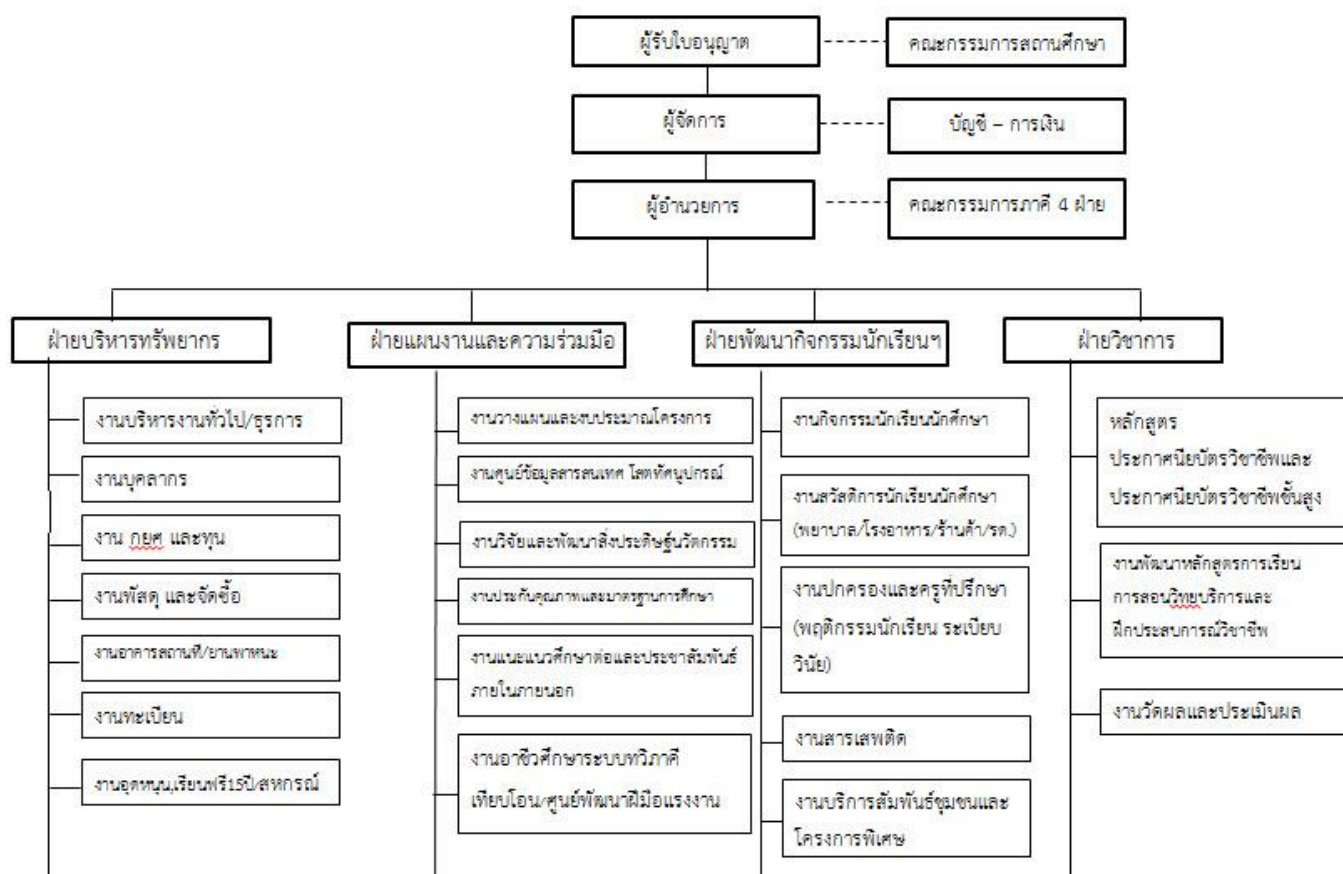 ผู้รับใบอนุญาต
คณะกรรมการสถานศึกษา
ผู้จัดการ
บัญชี – การเงิน
ผู้อำนวยการ
คณะกรรมการภาคี 4 ฝ่าย
ฝ่ายบริหารทรัพยากร
งานบริหารงานทั่วไป/ธุรการ
งานบุคลากร
งาน กยศ และทุน
งานพัสดุ และจัดซื้อ
งานอาคารสถานที่/ยานพาหนะ
งานทะเบียน
งานอุดหนุน,เรียนฟรี15ปี/สหกรณ์
ฝ่ายแผนงานและความร่วมมือ
งานวางแผนและงบประมาณโครงการ
งานศูนย์ข้อมูลสารสนเทศ โสตทัศนูปกรณ์
งานวิจัยและพัฒนาสิ่งประดิษฐ์นวัตกรรม
งานประกันคุณภาพและมาตรฐานการศึกษา
งานแนะแนวศึกษาต่อและประชาสัมพันธ์
ภายในภายนอก
งานอาชีวศึกษาระบบทวิภาคี
เทียบโอน/ศูนย์พัฒนาฝีมือแรงงาน
ฝ่ายพัฒนากิจกรรมนักเรียนฯ
งานกิจกรรมนักเรียนนักศึกษา
งานสวัสดิการนักเรียนนักศึกษา
(พยาบาล/โรงอาหาร/ร้านค้า/รด.)
งานปกครองและครูที่ปรึกษา
(พฤติกรรมนักเรียน ระเบียบ
วินัย)
งานสารเสพติด
งานบริการสัมพันธ์ชุมชนและ
โครงการพิเศษ
ฝ่ายวิชาการ
หลักสูตร
ประกาศนียบัตรวิชาชีพและ
ประกาศนียบัตรวิชาชีพชั้นสูง
งานพัฒนาหลักสูตรการเรียน
การสอนวิทยบริการและ
ฝึกประสบการณ์วิชาชีพ
งานวัดผลและประเมินผล